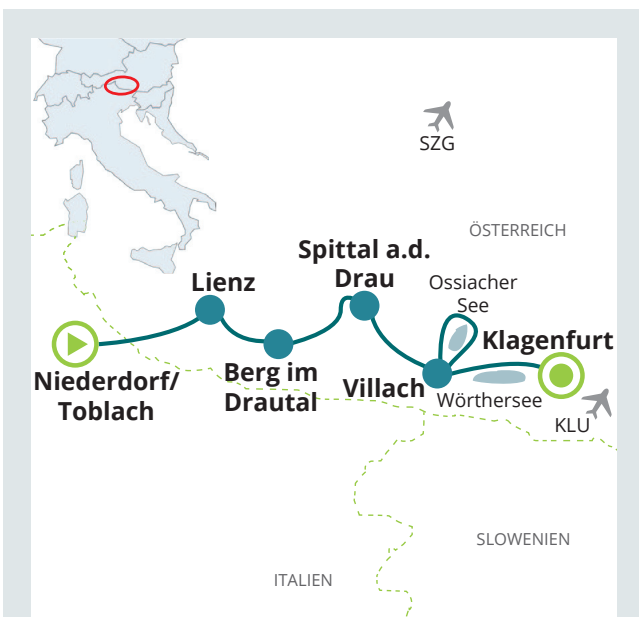 SZG
ÖSTERREICH
Spittal a.d.
Drau
Lienz
Ossiacher
See
Klagenfurt
Niederdorf/
Toblach
Berg im
Drautal
Villach
Wörthersee
KLU
SLOWENIEN
ITALIEN